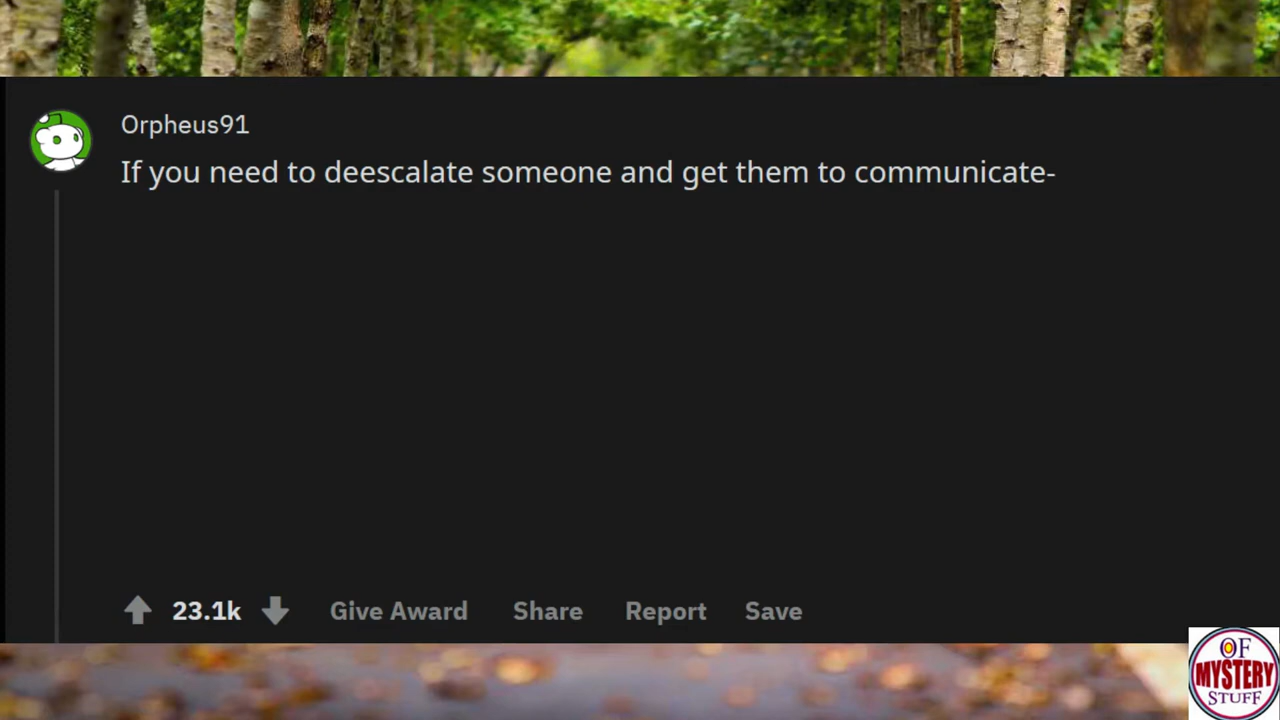 Orpheus91
If you need to deescalate someone and get them to communicate-
23.1k Give Award Share Report Save
OF
MYSTERY
STUFF